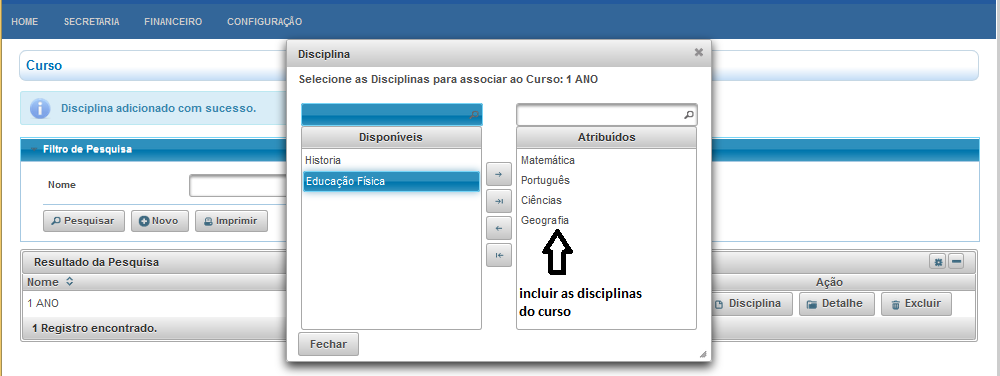 HOME SECRETARIA FINANCEIRO CONFIGURAÇÃO
Disciplina
Curso
Selecione as Disciplinas para associar ao Curso: 1 ANO
Disciplina adicionado com sucesso.
Disponíveis
Atribuídos
Filtro de Pesquisa
Historia
Matemática
Educação Física
Português
Nome
Ciências
Geografia
Pesquisar Novo Imprimir
Resultado da Pesquisa
Nome
Ação
incluir as disciplinas
do curso
1 ANO
Disciplina Detalhe Excluir
1 Registro encontrado.
Fechar